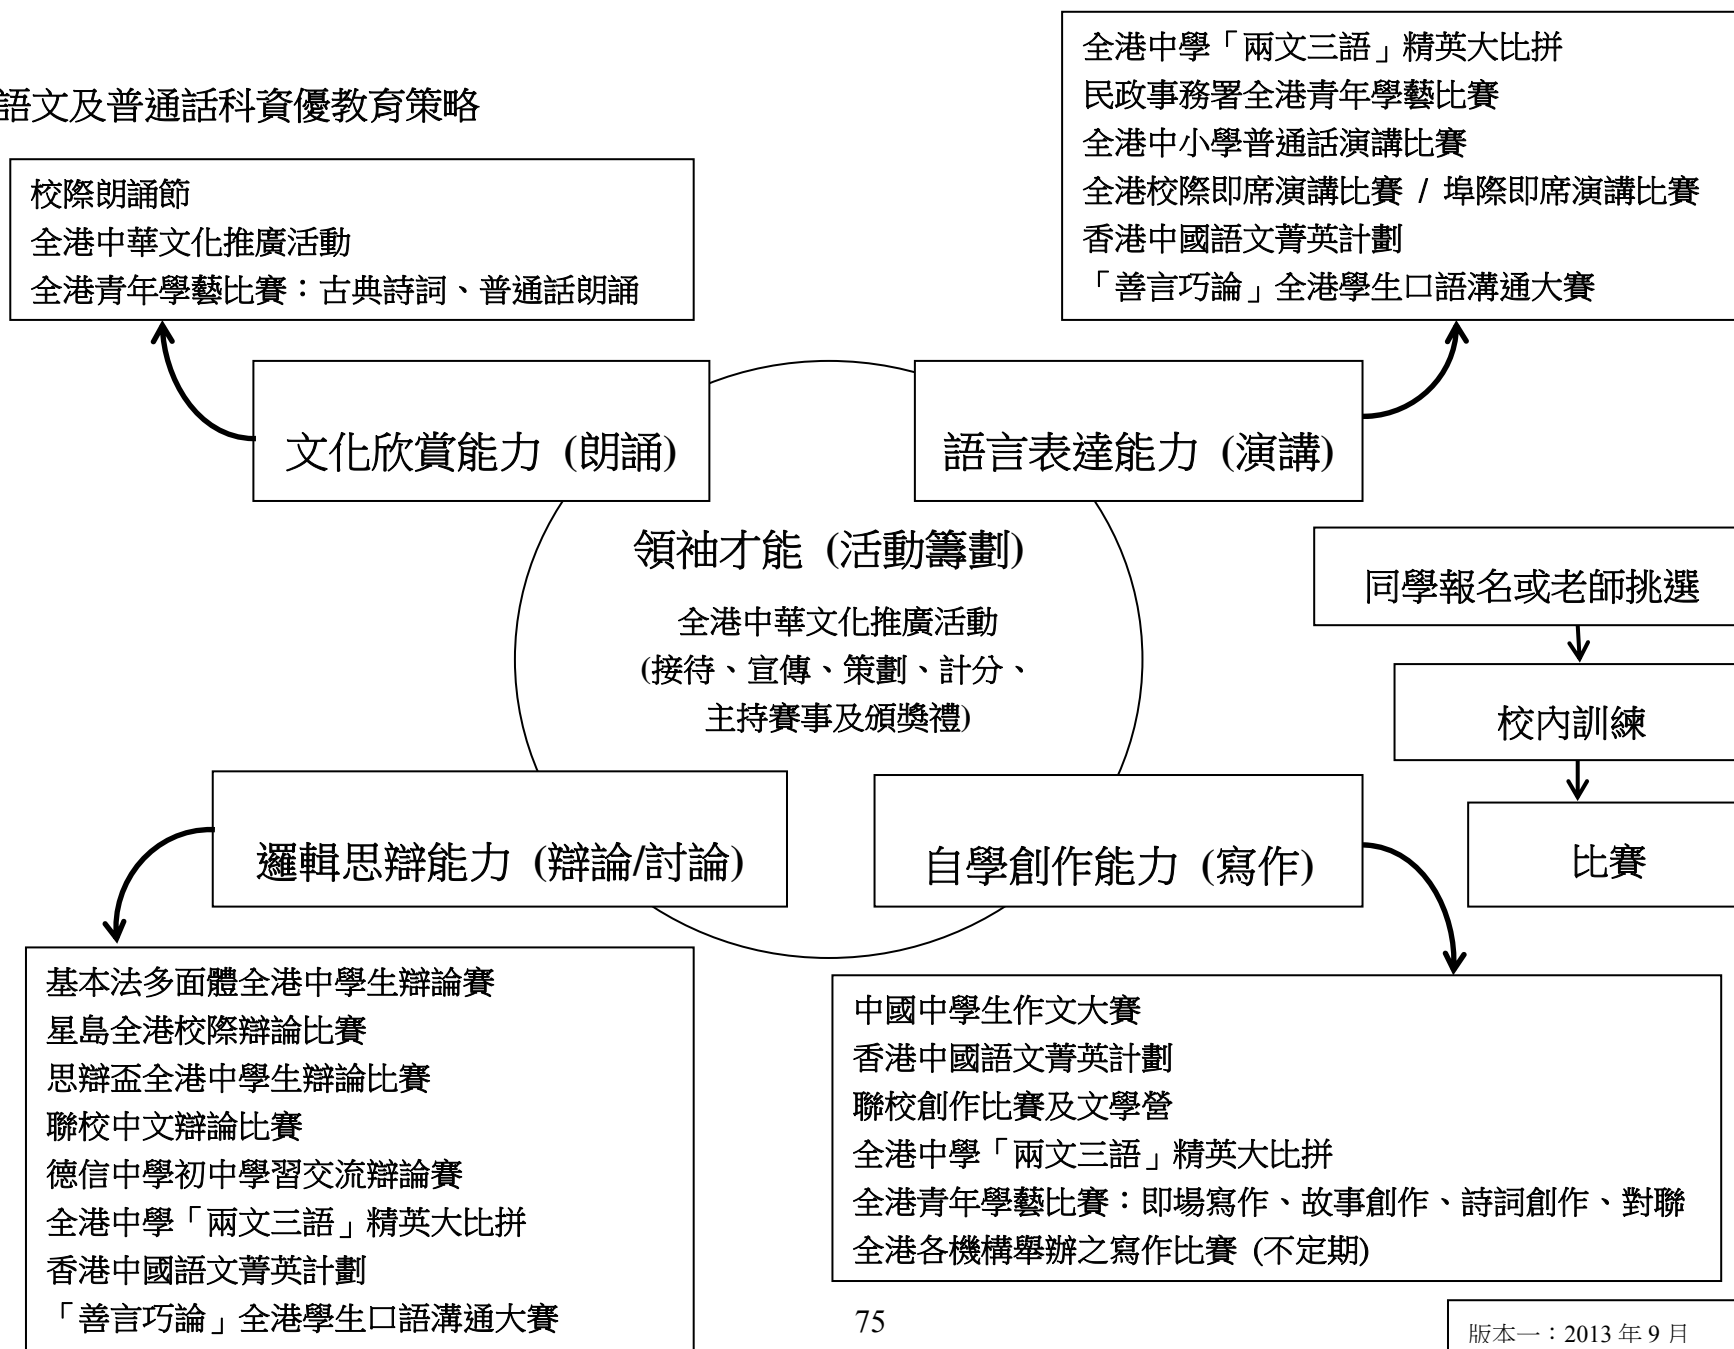 語文及普通話科資優教育策略
校際朗誦節
全港中華文化推廣活動
全港青年學藝比賽：古典詩詞、普通話朗誦
全港中學「兩文三語」精英大比拼
民政事務署全港青年學藝比賽
全港中小學普通話演講比賽
全港校際即席演講比賽 / 埠際即席演講比賽
香港中國語文菁英計劃
「善言巧論」全港學生口語溝通大賽
文化欣賞能力 (朗誦)
語言表達能力 (演講)
領袖才能 (活動籌劃)
全港中華文化推廣活動
(接待、宣傳、策劃、計分、
主持賽事及頒獎禮)
同學報名或老師挑選
校內訓練
比賽
邏輯思辯能力 (辯論/討論)
自學創作能力 (寫作)
基本法多面體全港中學生辯論賽
星島全港校際辯論比賽
思辯盃全港中學生辯論比賽
聯校中文辯論比賽
德信中學初中學習交流辯論賽
全港中學「兩文三語」精英大比拼
香港中國語文菁英計劃
「善言巧論」全港學生口語溝通大賽
中國中學生作文大賽
香港中國語文菁英計劃
聯校創作比賽及文學營
全港中學「兩文三語」精英大比拼
全港青年學藝比賽：即場寫作、故事創作、詩詞創作、對聯
全港各機構舉辦之寫作比賽 (不定期)
75
版本一：2013 年 9 月